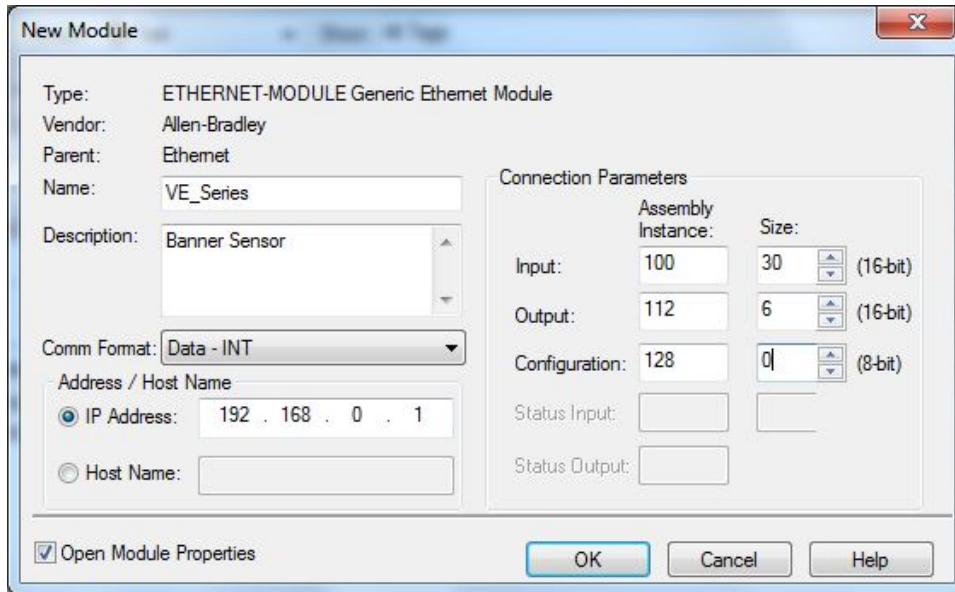 New Module
Type: ETHERNET-MODULE Generic Ethernet Module
Vendor: Allen-Bradley
Parent: Ethernet
Name: VE_Series
Description: Banner Sensor
Comm Format: Data - INT
Address / Host Name
IP Address: 192 . 168 . 0 . 1
Host Name:
Connection Parameters
Assembly Instance: Size:
Input: 100 30 (16-bit)
Output: 112 6 (16-bit)
Configuration: 128 0 (8-bit)
Status Input:
Status Output:
Open Module Properties
OK Cancel Help